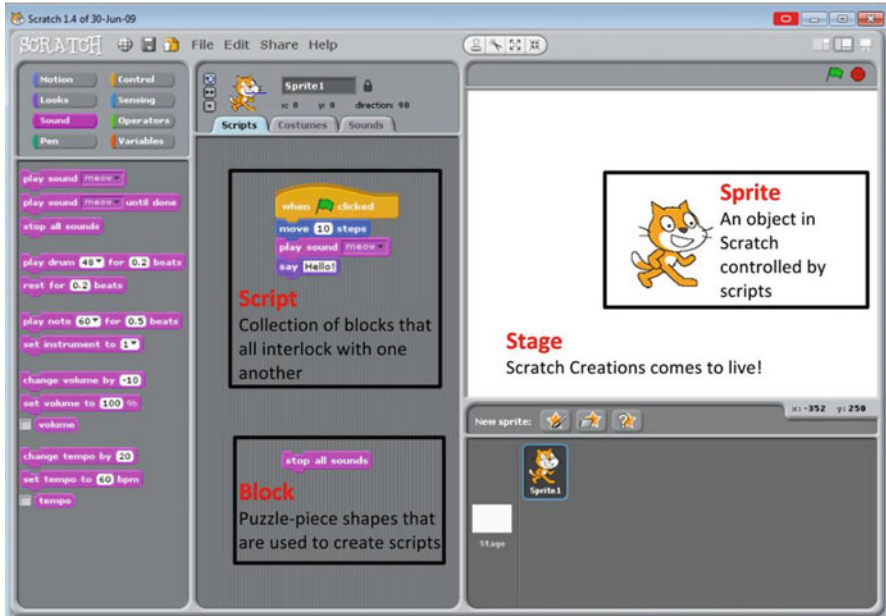 Scratch 1.4 of 30-Jun-09
SCRATCH File Edit Share Help
Motion Control
Looks Sensing
Sound Operators
Pen Variables
play sound meow
play sound meow until done
stop all sounds
play drum 48 for 0.2 beats
rest for 0.2 beats
play note 60 for 0.5 beats
set instrument to 1
change volume by -10
set volume to 100 %
volume
change tempo by 20
set tempo to 60 bpm
tempo
Sprite1
x: 0 y: 0 direction: 90
Scripts Costumes Sounds
when clicked
move 10 steps
play sound meow
say Hello!
Script
Collection of blocks that
all interlock with one
another
stop all sounds
Block
Puzzle-piece shapes that
are used to create scripts
Sprite
An object in
Scratch
controlled by
scripts
Stage
Scratch Creations comes to live!
x: -352 y: 250
New sprite:
Sprite1
Stage